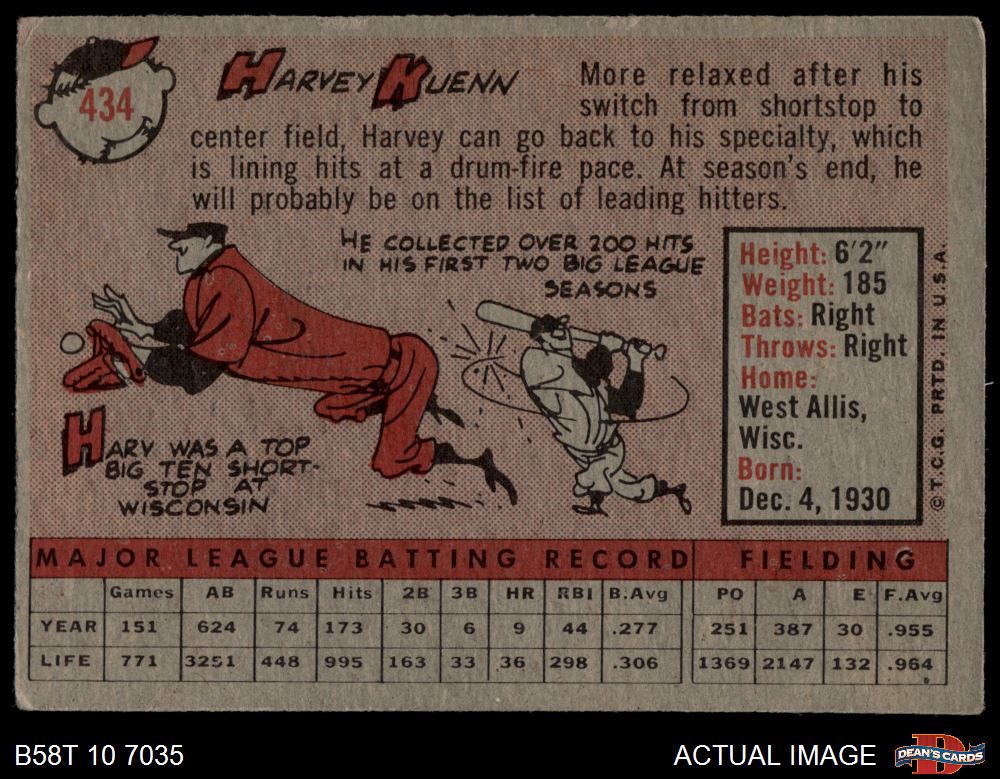 434
HARVEY KUENN
More relaxed after his
switch from shortstop to
center field, Harvey can go back to his specialty, which
is lining hits at a drum-fire pace. At season's end, he
will probably be on the list of leading hitters.
HE COLLECTED OVER 200 HITS
IN HIS FIRST TWO BIG LEAGUE
SEASONS
HARV WAS A TOP
BIG TEN SHORT-
STOP AT
WISCONSIN
Height: 6'2"
Weight: 185
Bats: Right
Throws: Right
Home:
West Allis,
Wisc.
Born:
Dec. 4, 1930
© T.C.G. PRTD. IN U.S.A.
MAJOR LEAGUE BATTING RECORD FIELDING
Games AB Runs Hits 2B 3B HR RBI B.Avg PO A E F.Avg
YEAR 151 624 74 173 30 6 9 44 .277 251 387 30 .955
LIFE 771 3251 448 995 163 33 36 298 .306 1369 2147 132 .964
B58T 10 7035 ACTUAL IMAGE DEAN'S CARDS